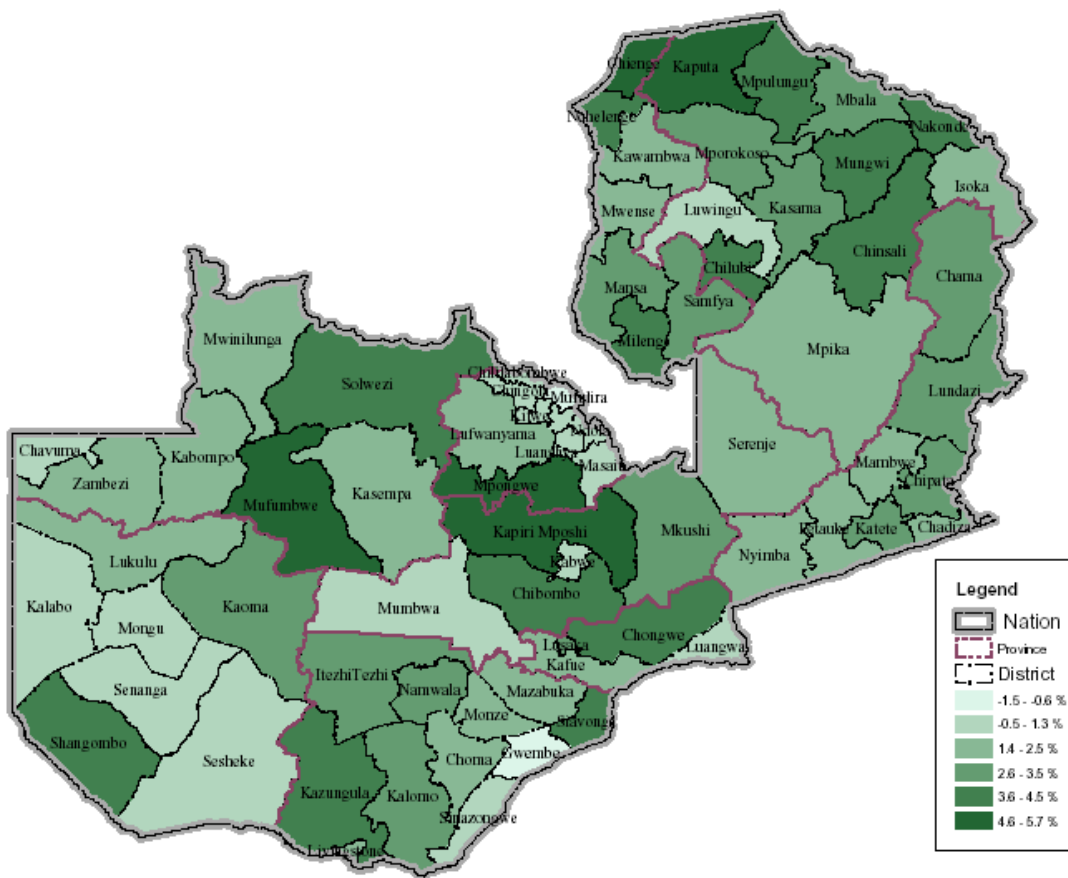 Chienge
Kaputa
Mpulungu
Mbala
Nchelenge
Nakonde
Kawambwa
Mporokoso
Mungwi
Isoka
Mwense
Luwingu
Kasama
Chinsali
Chilubi
Chama
Mansa
Samfya
Milenge
Mpika
Mwinilunga
Solwezi
Lundazi
Chililabombwe
Chingola
Mufulira
Kitwe
Lufwanyama
Ndola
Luanshya
Masaiti
Serenje
Chavuma
Kabompo
Zambezi
Mambwe
Chipata
Mpongwe
Kasempa
Mufumbwe
Kapiri Mposhi
Mkushi
Petauke
Katete
Chadiza
Nyimba
Lukulu
Kabwe
Chibombo
Kalabo
Kaoma
Mumbwa
Mongu
Chongwe
Lusaka
Luangwa
Kafue
Senanga
ItezhiTezhi
Namwala
Mazabuka
Monze
Siavonga
Shangombo
Sesheke
Choma
Gwembe
Kazungula
Kalomo
Sinazongwe
Livingstone
Legend
Nation
Province
District
-1.5 - -0.6 %
-0.5 - 1.3 %
1.4 - 2.5 %
2.6 - 3.5 %
3.6 - 4.5 %
4.6 - 5.7 %